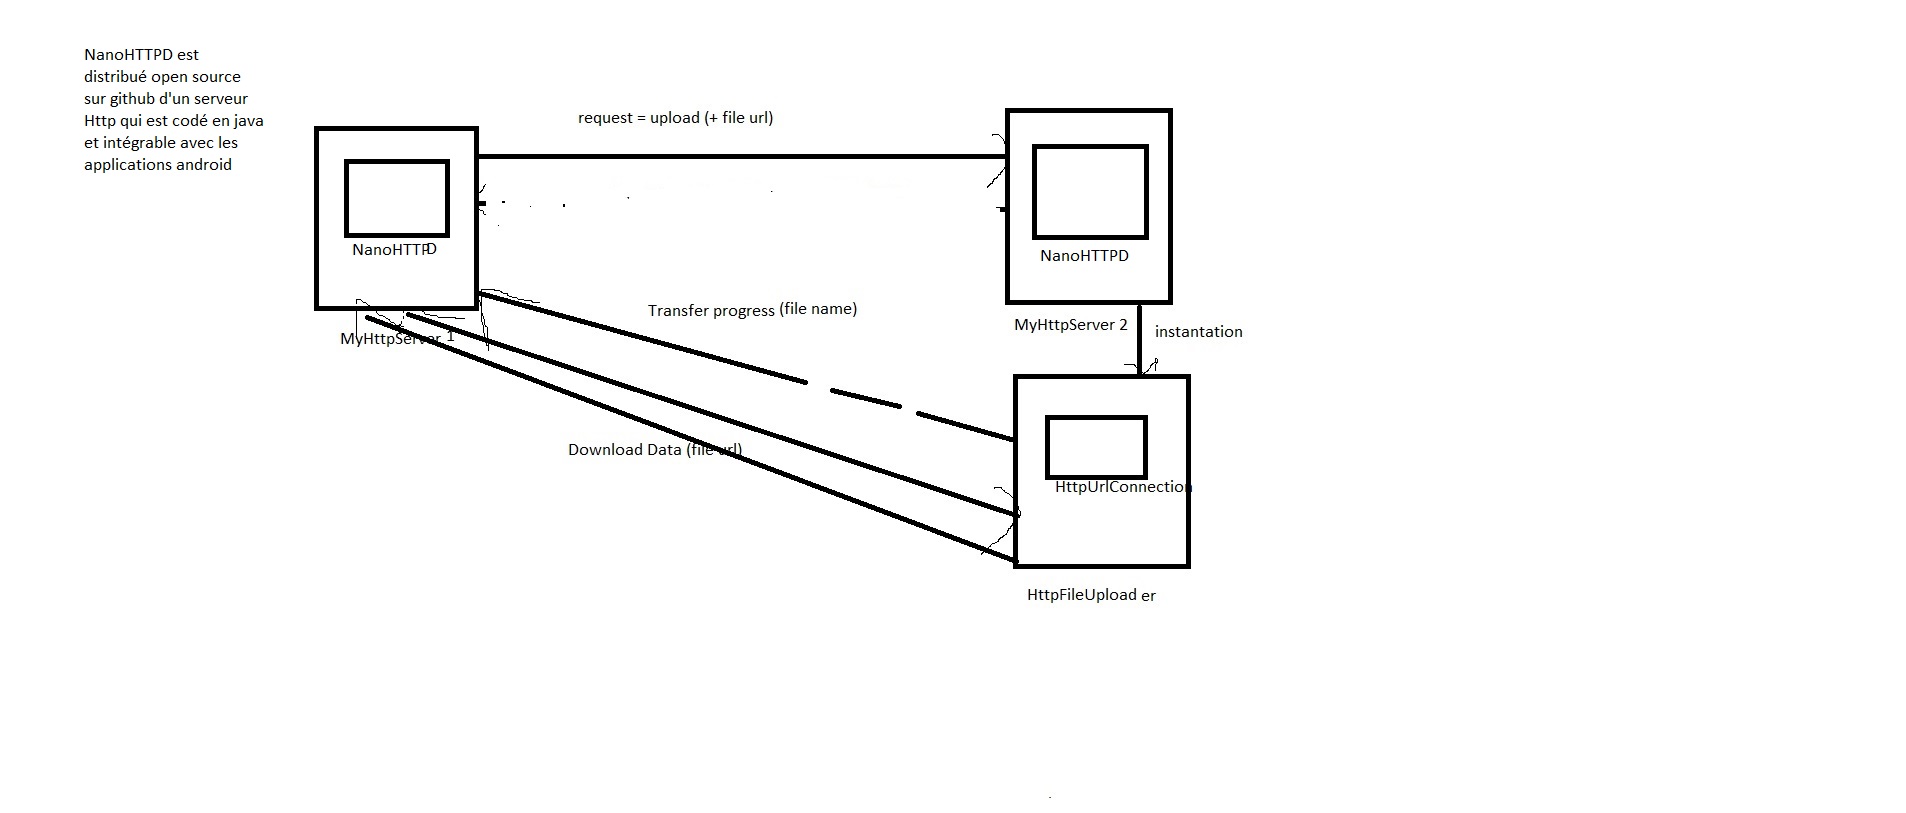 NanoHTTPD est
distribué open source
sur github d'un serveur
Http qui est codé en java
et intégrable avec les
applications android
request = upload (+ file url)
NanoHTTPD
NanoHTTPD
MyHttpServer 1
MyHttpServer 2
instantation
Transfer progress (file name)
Download Data (file url)
HttpUrlConnection
HttpFileUpload er